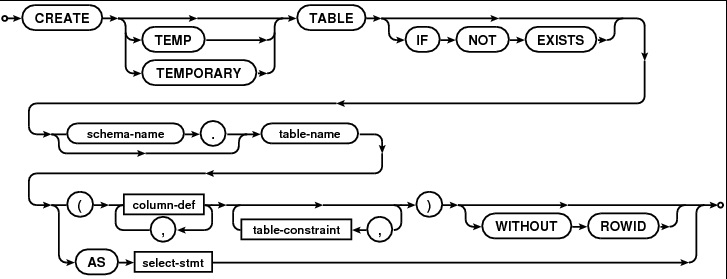 CREATE TABLE
TEMP IF NOT EXISTS
TEMPORARY
schema-name . table-name
( column-def )
, table-constraint , WITHOUT ROWID
AS select-stmt